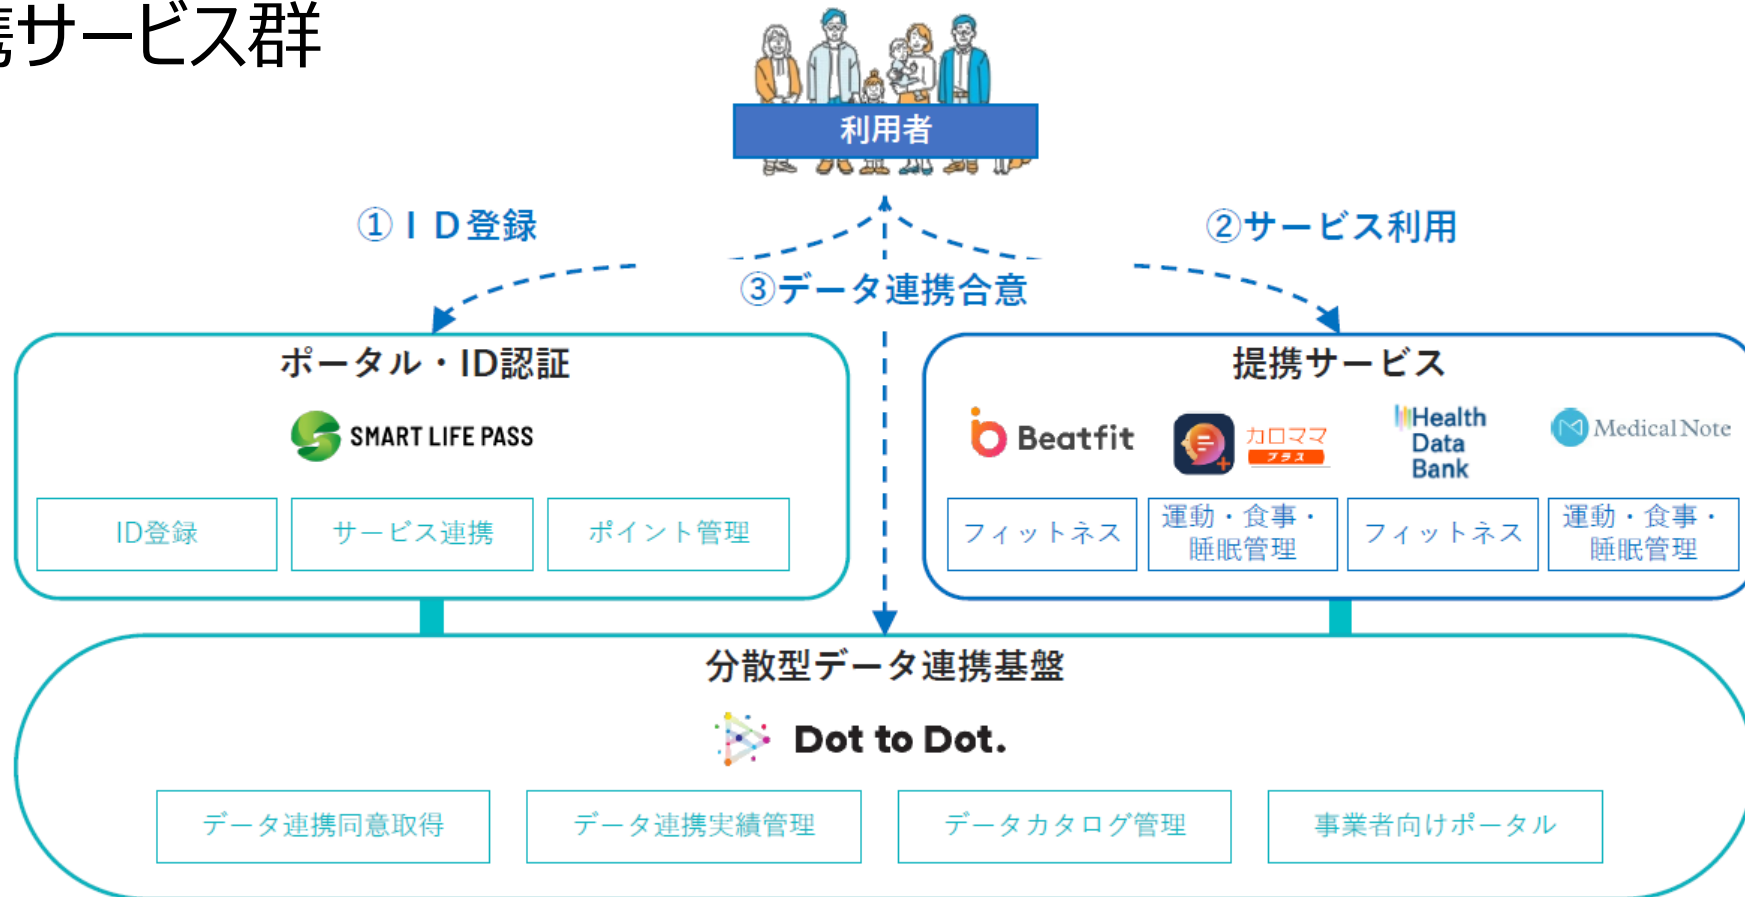 携サービス群
利用者
①ＩＤ登録
②サービス利用
③データ連携合意
ポータル・ID認証
SMART LIFE PASS
ID登録
サービス連携
ポイント管理
提携サービス
Beatfit
カロママ
プラス
Health
Data
Bank
MedicalNote
フィットネス
運動・食事・
睡眠管理
フィットネス
運動・食事・
睡眠管理
分散型データ連携基盤
Dot to Dot.
データ連携同意取得
データ連携実績管理
データカタログ管理
事業者向けポータル